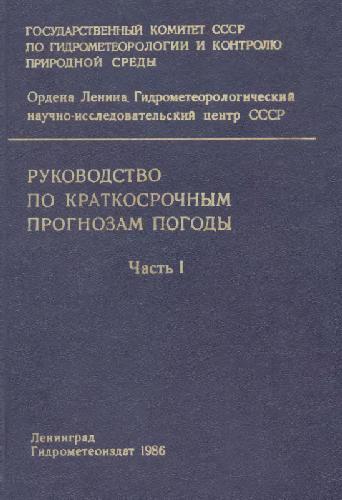 ГОСУДАРСТВЕННЫЙ КОМИТЕТ СССР
ПО ГИДРОМЕТЕОРОЛОГИИ И КОНТРОЛЮ
ПРИРОДНОЙ СРЕДЫ
Ордена Ленина Гидрометеорологический
научно-исследовательский центр СССР
РУКОВОДСТВО
ПО КРАТКОСРОЧНЫМ
ПРОГНОЗАМ ПОГОДЫ
Часть I
Ленинград
Гидрометеоиздат 1986